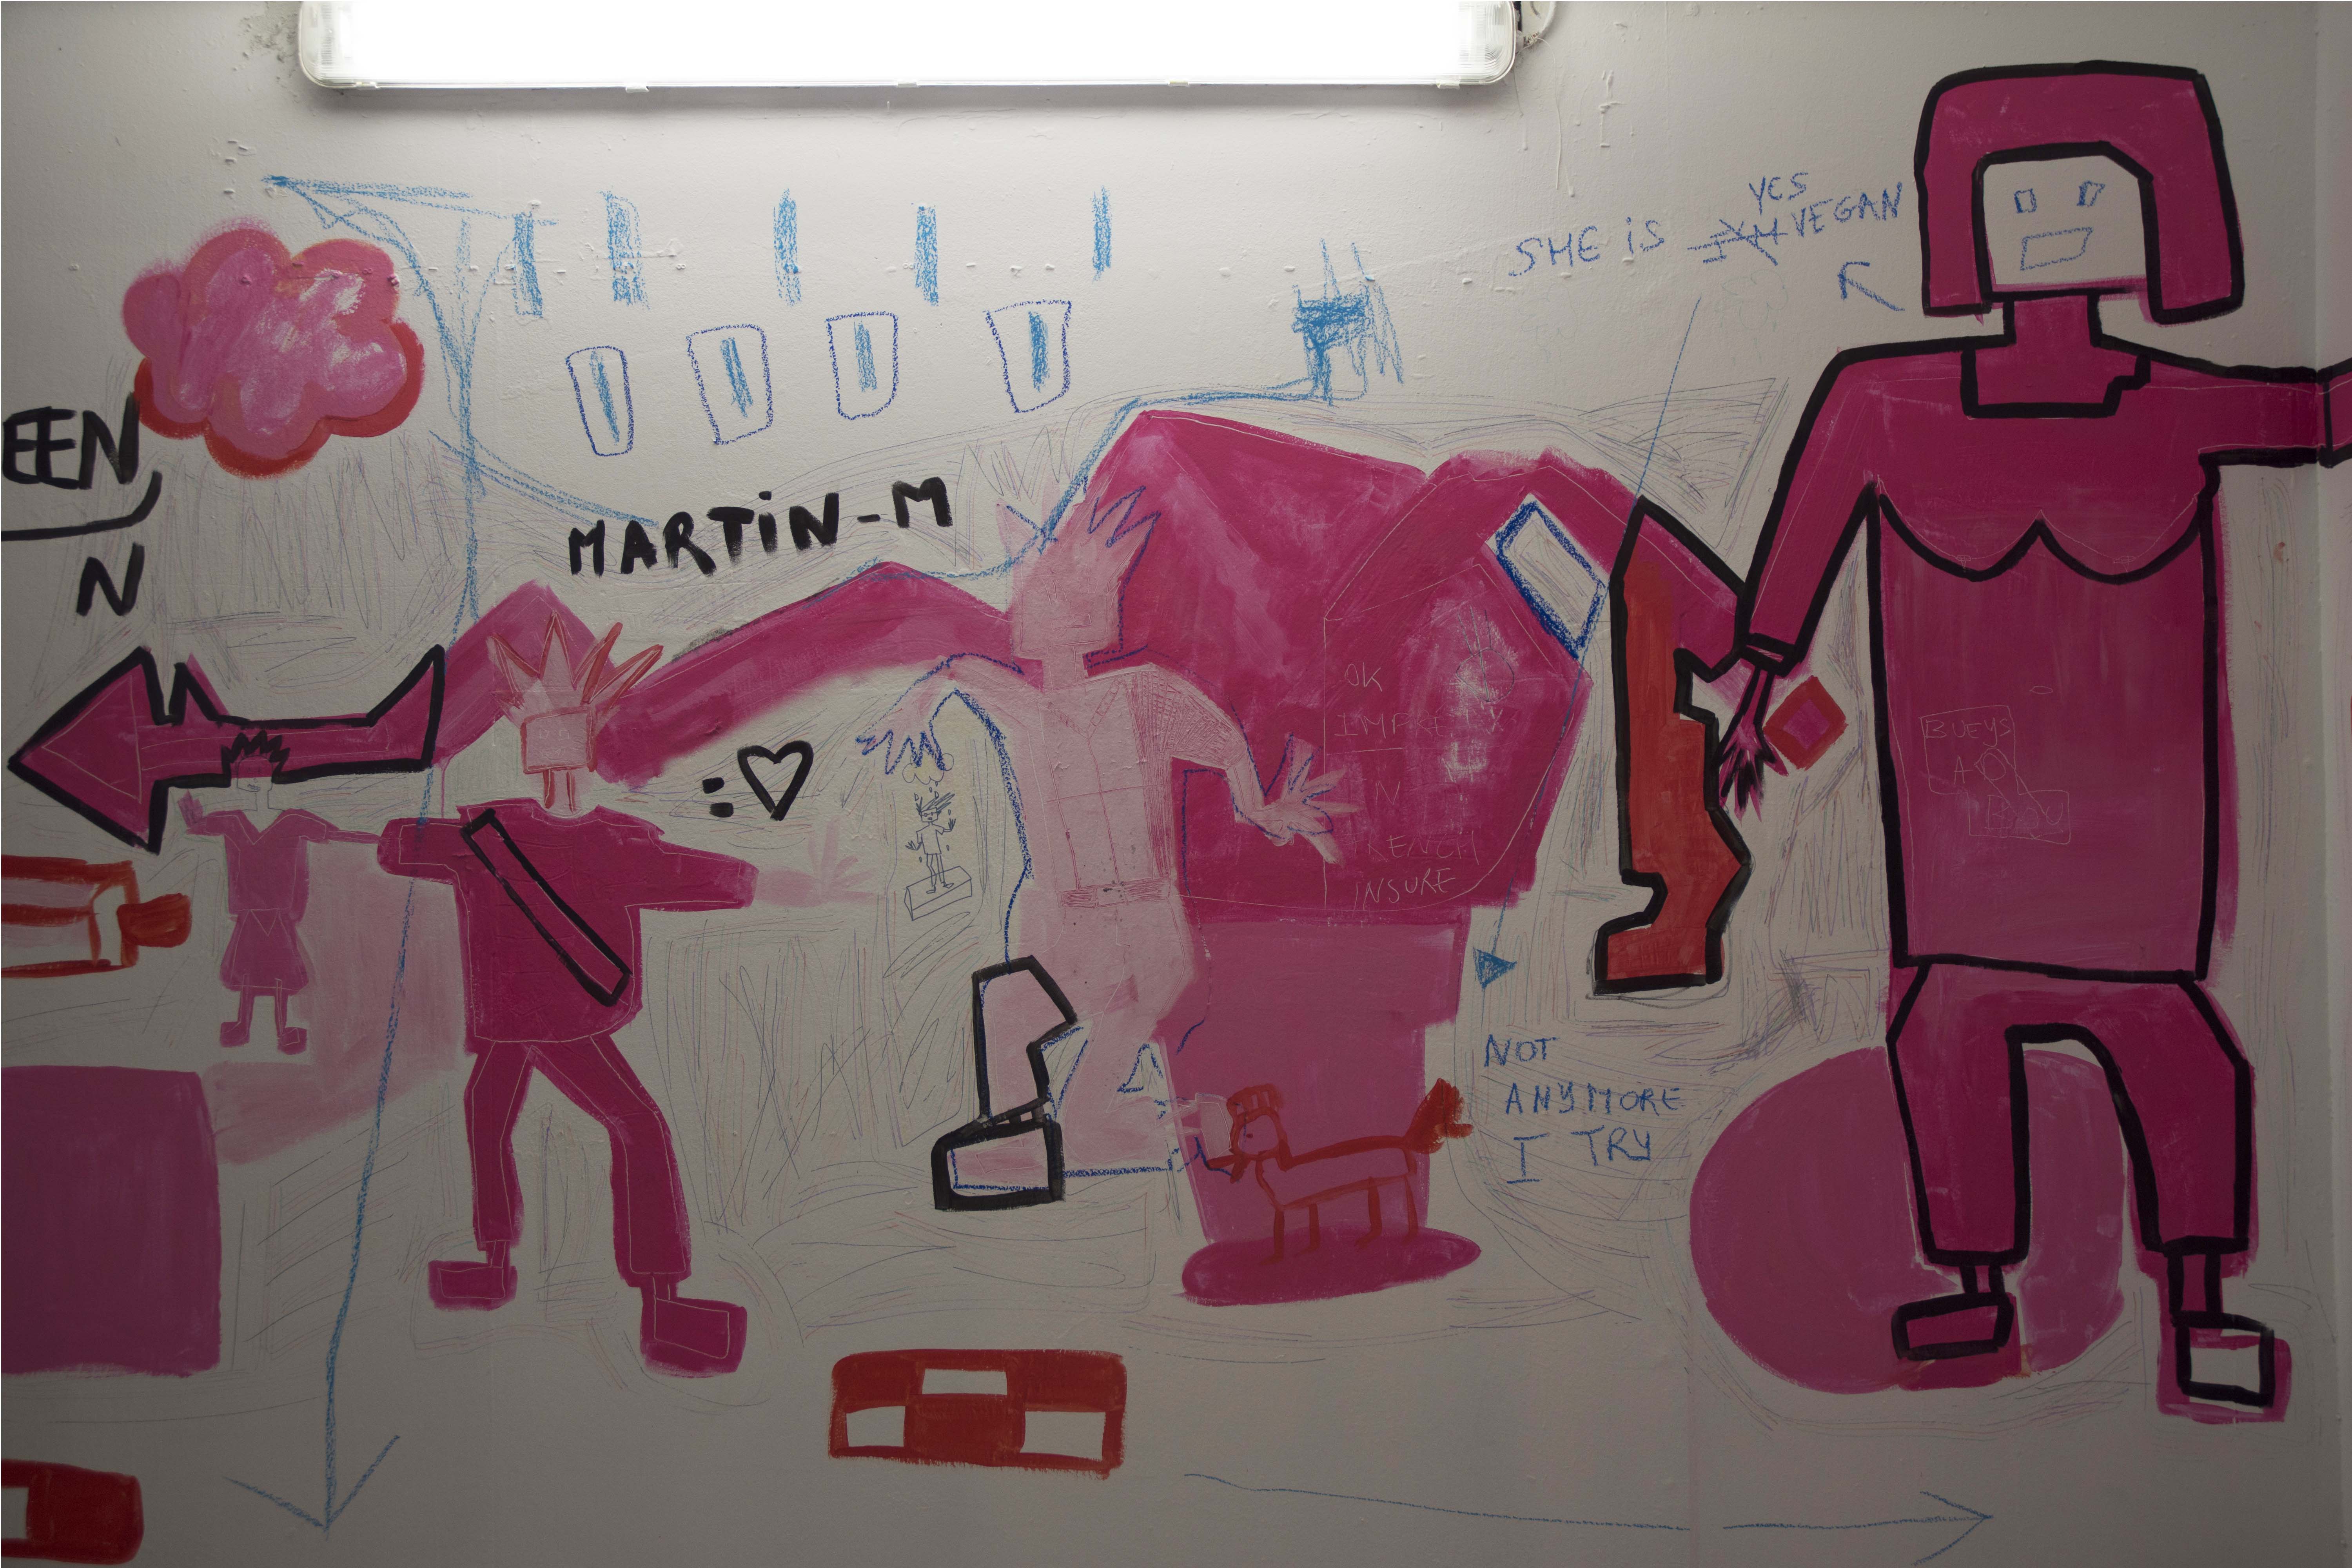 YES
SHE iS VEGAN
EEN
N
MARTiN-M
:♡
OK
INSURE
BUEYS
A
NOT
ANYMORE
I TRY